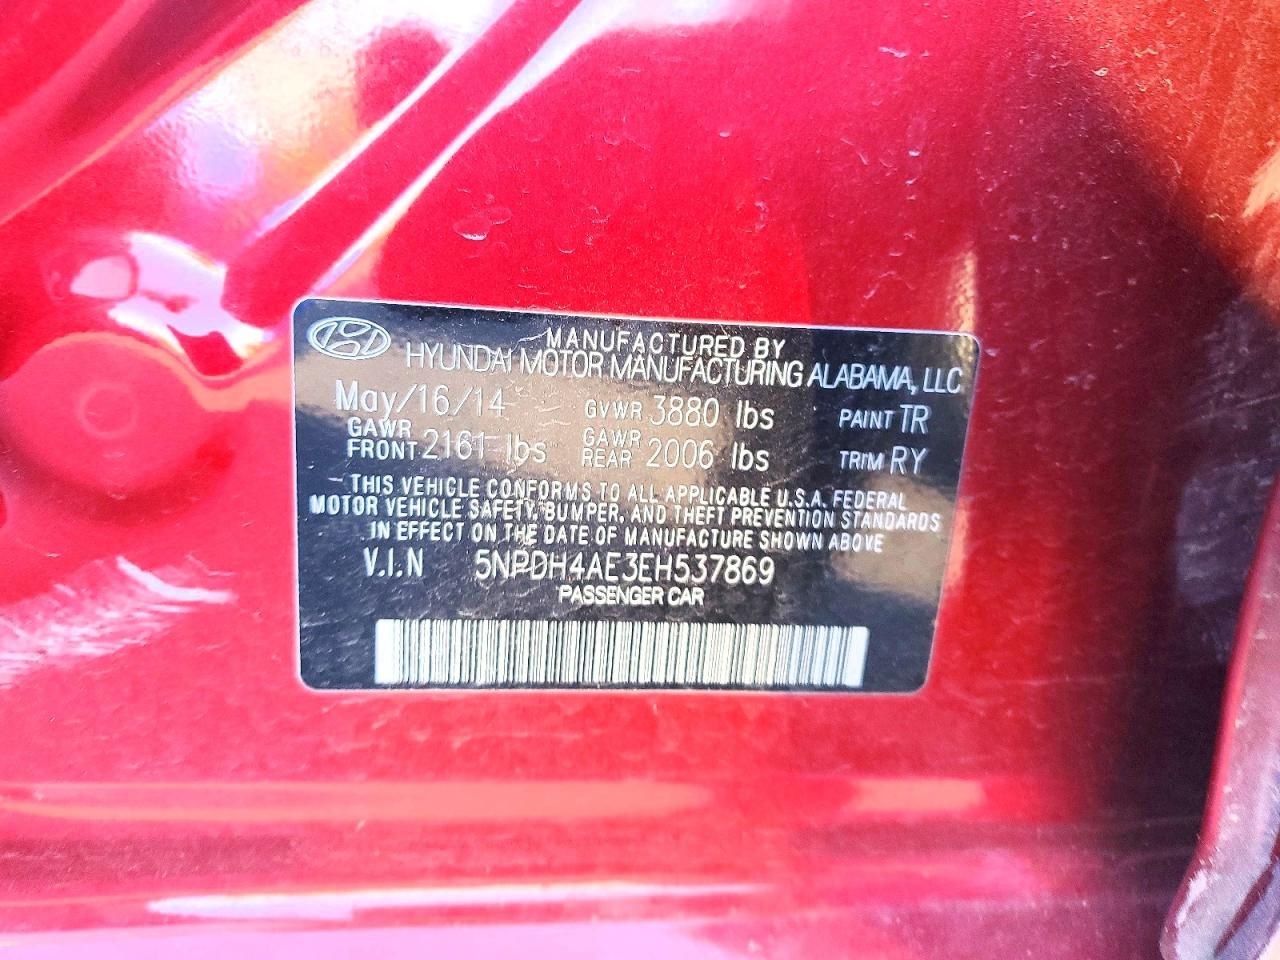 MANUFACTURED BY
HYUNDAI MOTOR MANUFACTURING ALABAMA, LLC
May/16/14 GVWR 3880 lbs PAINT TR
GAWR FRONT 2161 lbs GAWR REAR 2006 lbs TRIM RY
THIS VEHICLE CONFORMS TO ALL APPLICABLE U.S.A. FEDERAL
MOTOR VEHICLE SAFETY, BUMPER, AND THEFT PREVENTION STANDARDS
IN EFFECT ON THE DATE OF MANUFACTURE SHOWN ABOVE
V.I.N 5NPDH4AE3EH537869
PASSENGER CAR